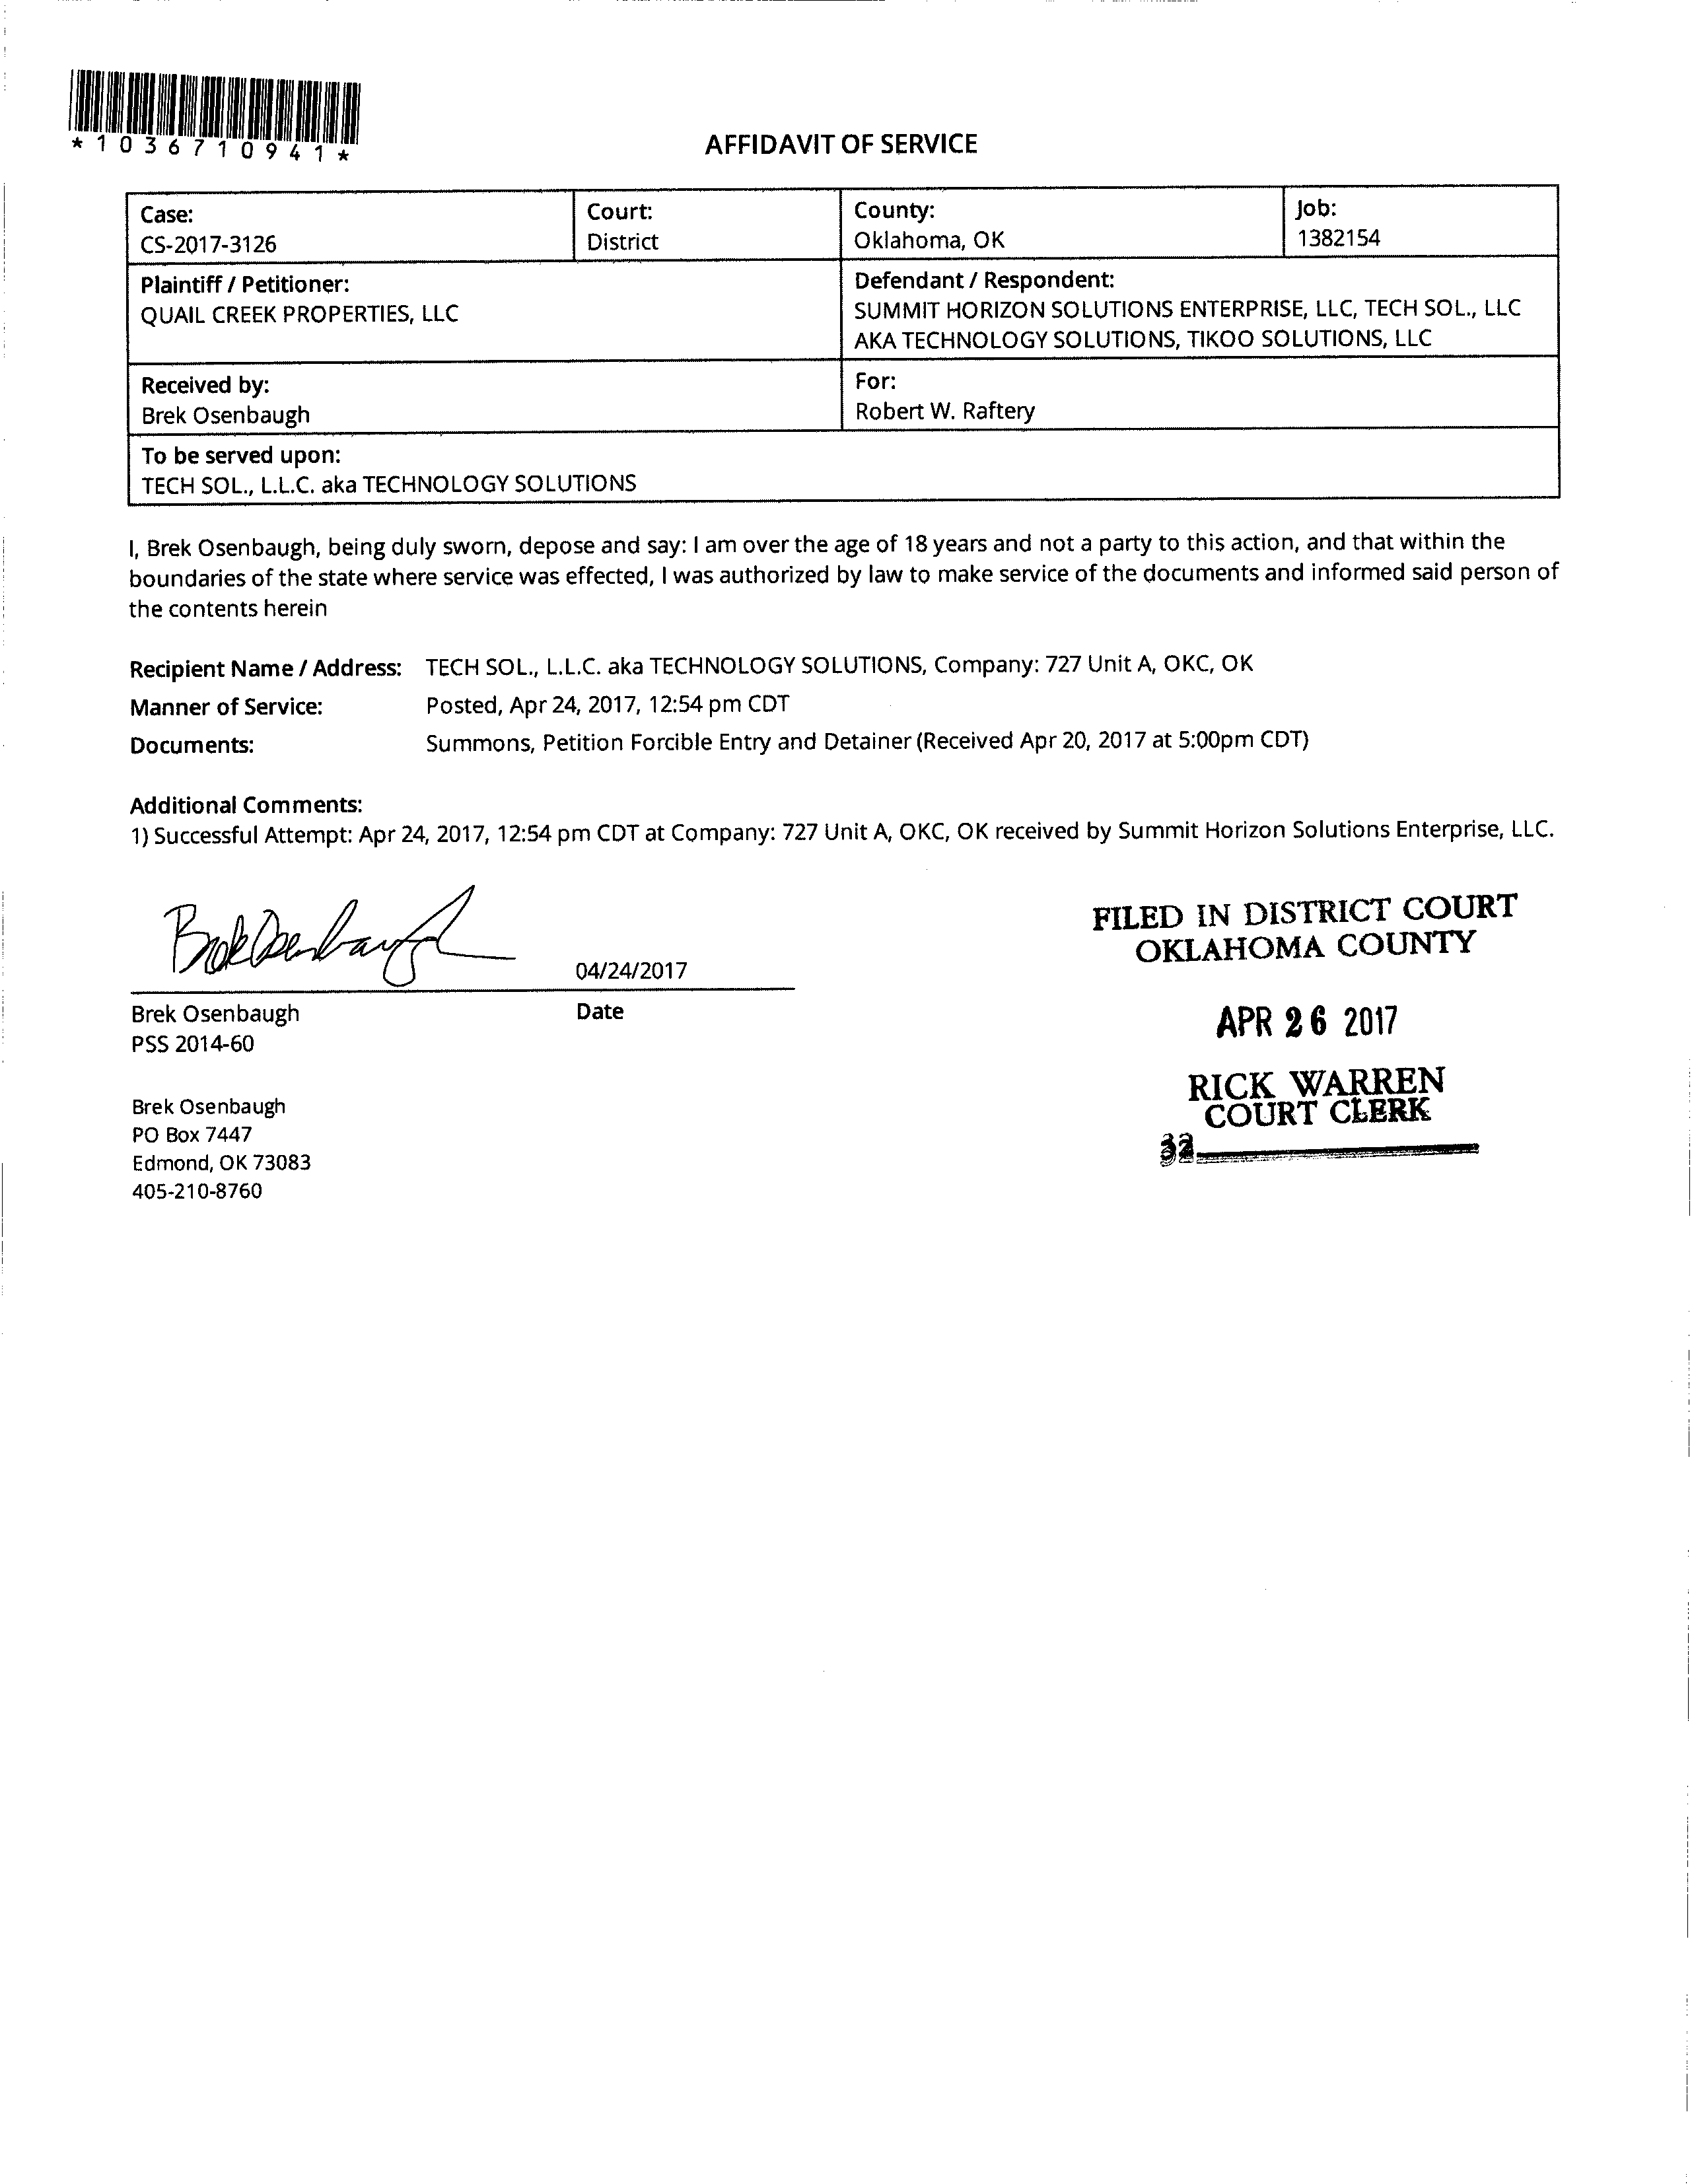 *1036710941*
AFFIDAVIT OF SERVICE
Case:
CS-2017-3126
Court:
District
County:
Oklahoma, OK
Job:
1382154
Plaintiff / Petitioner:
QUAIL CREEK PROPERTIES, LLC
Defendant / Respondent:
SUMMIT HORIZON SOLUTIONS ENTERPRISE, LLC, TECH SOL., LLC
AKA TECHNOLOGY SOLUTIONS, TIKOO SOLUTIONS, LLC
Received by:
Brek Osenbaugh
For:
Robert W. Raftery
To be served upon:
TECH SOL., L.L.C. aka TECHNOLOGY SOLUTIONS
I, Brek Osenbaugh, being duly sworn, depose and say: I am over the age of 18 years and not a party to this action, and that within the
boundaries of the state where service was effected, I was authorized by law to make service of the documents and informed said person of
the contents herein
Recipient Name / Address: TECH SOL., L.L.C. aka TECHNOLOGY SOLUTIONS, Company: 727 Unit A, OKC, OK
Manner of Service: Posted, Apr 24, 2017, 12:54 pm CDT
Documents: Summons, Petition Forcible Entry and Detainer (Received Apr 20, 2017 at 5:00pm CDT)
Additional Comments:
1) Successful Attempt: Apr 24, 2017, 12:54 pm CDT at Company: 727 Unit A, OKC, OK received by Summit Horizon Solutions Enterprise, LLC.
Brek Osenbaugh
04/24/2017
Brek Osenbaugh
Date
PSS 2014-60
Brek Osenbaugh
PO Box 7447
Edmond, OK 73083
405-210-8760
FILED IN DISTRICT COURT
OKLAHOMA COUNTY
APR 26 2017
RICK WARREN
COURT CLERK